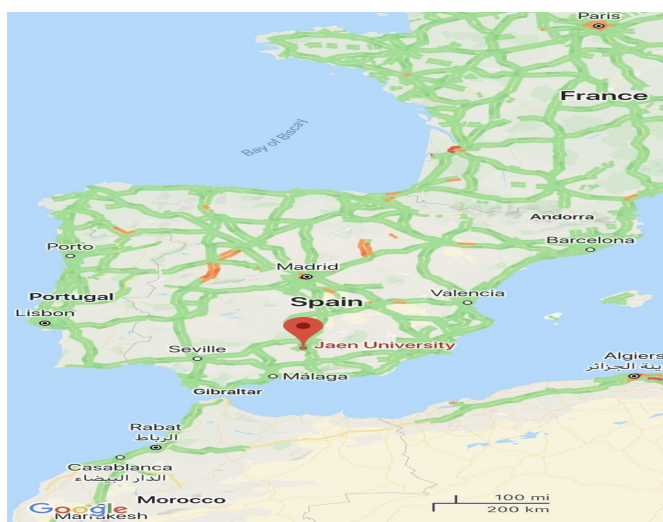 Paris
France
Bay of Biscay
Andorra
Porto
Barcelona
Madrid
Portugal
Spain
Valencia
Lisbon
Jaen University
Seville
Algiers
مدينة الجزائر
Málaga
Gibraltar
Rabat
الرباط
Casablanca
الدار البيضاء
Morocco
100 mi
200 km
Google
Marrakesh